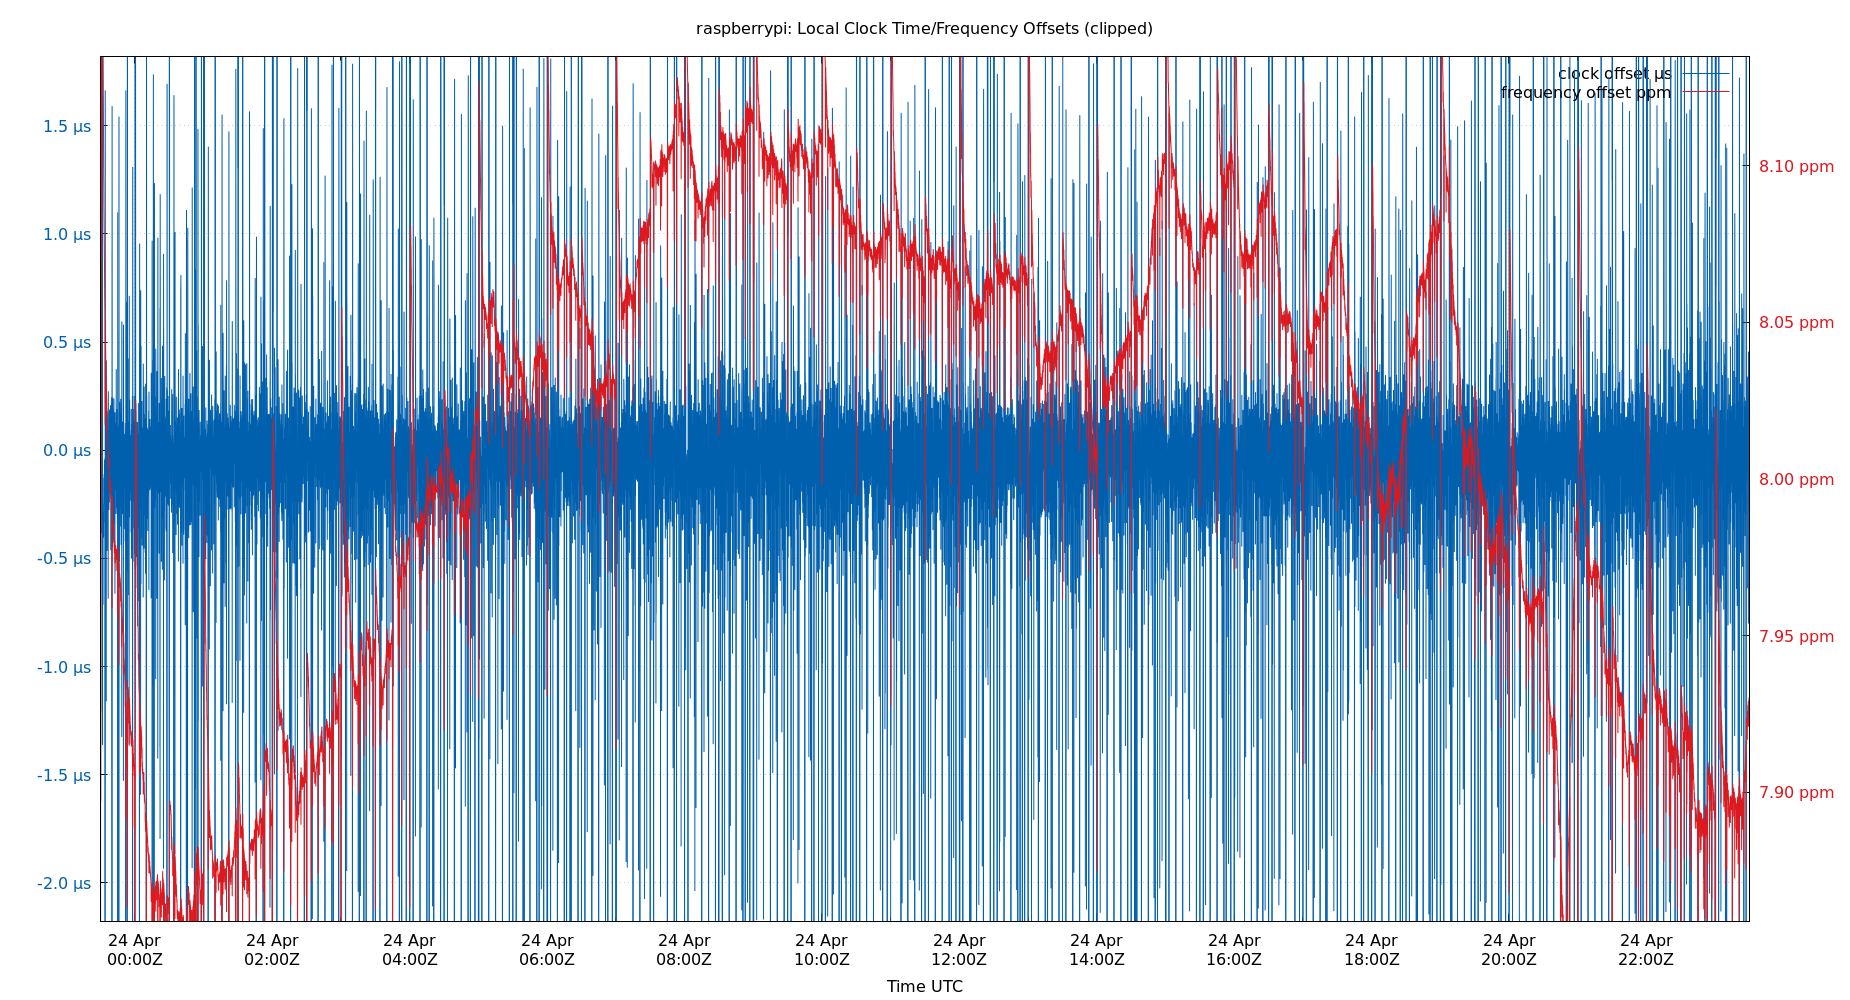 raspberrypi: Local Clock Time/Frequency Offsets (clipped)
clock offset µs
frequency offset ppm
1.5 µs
1.0 µs
0.5 µs
0.0 µs
-0.5 µs
-1.0 µs
-1.5 µs
-2.0 µs
8.10 ppm
8.05 ppm
8.00 ppm
7.95 ppm
7.90 ppm
24 Apr 24 Apr 24 Apr 24 Apr 24 Apr 24 Apr 24 Apr 24 Apr 24 Apr 24 Apr 24 Apr 24 Apr
00:00Z 02:00Z 04:00Z 06:00Z 08:00Z 10:00Z 12:00Z 14:00Z 16:00Z 18:00Z 20:00Z 22:00Z
Time UTC